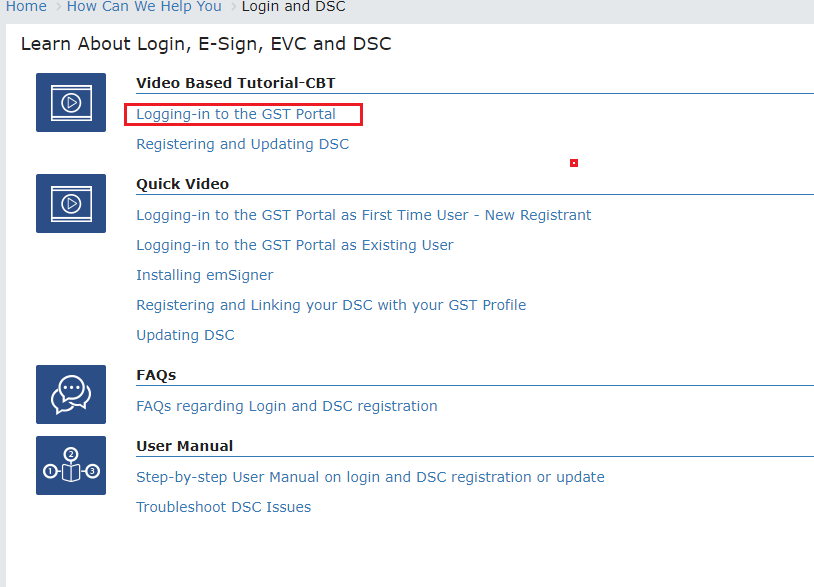 Home > How Can We Help You > Login and DSC
Learn About Login, E-Sign, EVC and DSC
Video Based Tutorial-CBT
Logging-in to the GST Portal
Registering and Updating DSC
Quick Video
Logging-in to the GST Portal as First Time User - New Registrant
Logging-in to the GST Portal as Existing User
Installing emSigner
Registering and Linking your DSC with your GST Profile
Updating DSC
FAQs
FAQs regarding Login and DSC registration
User Manual
1 2 3
Step-by-step User Manual on login and DSC registration or update
Troubleshoot DSC Issues